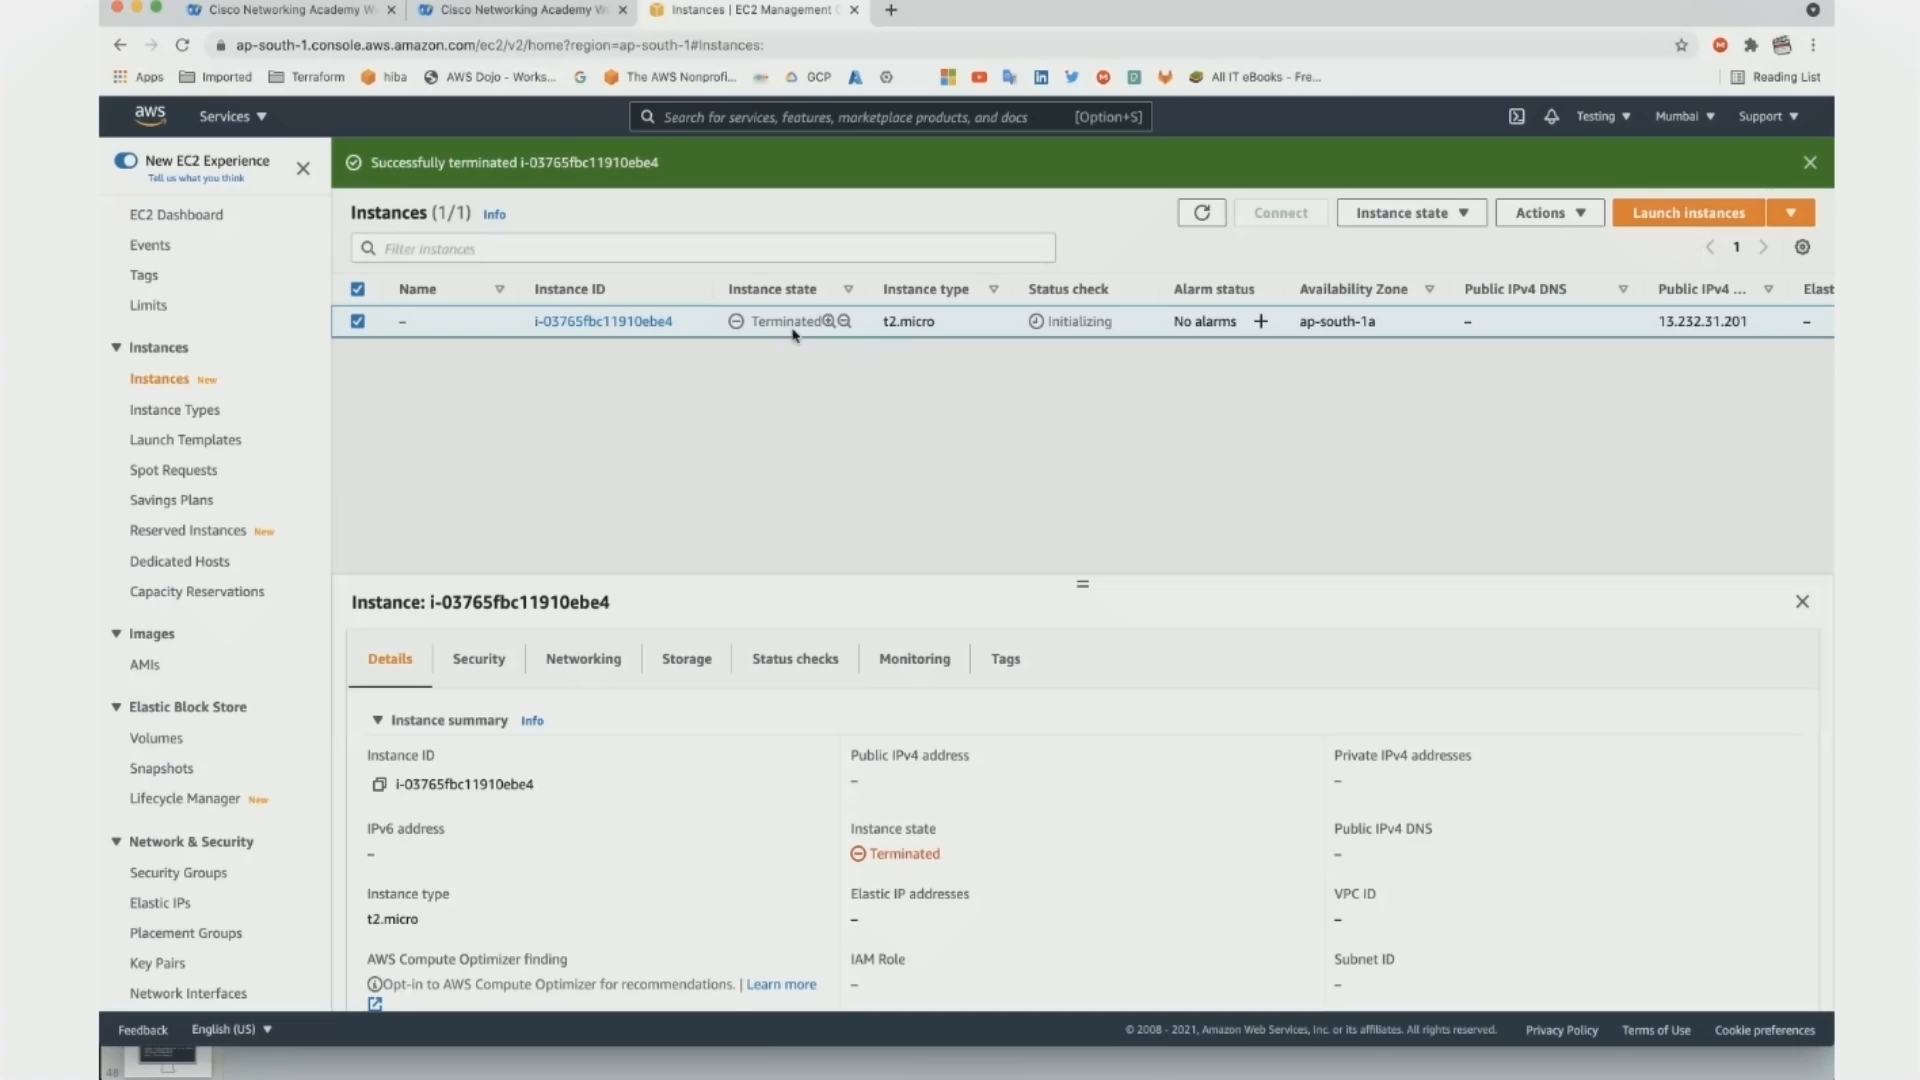 Cisco Networking Academy W
Cisco Networking Academy W
Instances | EC2 Management C
ap-south-1.console.aws.amazon.com/ec2/v2/home?region=ap-south-1#Instances:
Apps
Imported
Terraform
hiba
AWS Dojo - Works...
The AWS Nonprofi...
GCP
All IT eBooks - Fre...
Reading List
aws
Services
Search for services, features, marketplace products, and docs
[Option+S]
Testing
Mumbai
Support
New EC2 Experience
Tell us what you think
Successfully terminated i-03765fbc11910ebe4
EC2 Dashboard
Events
Tags
Limits
Instances
Instances New
Instance Types
Launch Templates
Spot Requests
Savings Plans
Reserved Instances New
Dedicated Hosts
Capacity Reservations
Images
AMIs
Elastic Block Store
Volumes
Snapshots
Lifecycle Manager New
Network & Security
Security Groups
Elastic IPs
Placement Groups
Key Pairs
Network Interfaces
Instances (1/1) Info
Connect
Instance state
Actions
Launch instances
Filter instances
1
Name
Instance ID
Instance state
Instance type
Status check
Alarm status
Availability Zone
Public IPv4 DNS
Public IPv4 ...
Elast
–
i-03765fbc11910ebe4
Terminated
t2.micro
Initializing
No alarms
ap-south-1a
–
13.232.31.201
–
Instance: i-03765fbc11910ebe4
Details
Security
Networking
Storage
Status checks
Monitoring
Tags
Instance summary Info
Instance ID
i-03765fbc11910ebe4
Public IPv4 address
–
Private IPv4 addresses
–
IPv6 address
–
Instance state
Terminated
Public IPv4 DNS
–
Instance type
t2.micro
Elastic IP addresses
–
VPC ID
–
AWS Compute Optimizer finding
Opt-in to AWS Compute Optimizer for recommendations. | Learn more
IAM Role
–
Subnet ID
–
Feedback
English (US)
© 2008 - 2021, Amazon Web Services, Inc. or its affiliates. All rights reserved.
Privacy Policy
Terms of Use
Cookie preferences
48